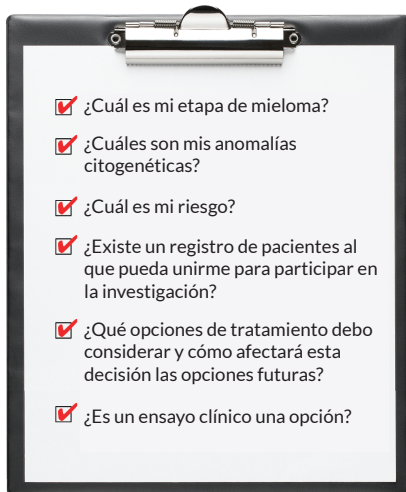 ¿Cuál es mi etapa de mieloma?
¿Cuáles son mis anomalías
citogenéticas?
¿Cuál es mi riesgo?
¿Existe un registro de pacientes al
que pueda unirme para participar en
la investigación?
¿Qué opciones de tratamiento debo
considerar y cómo afectará esta
decisión las opciones futuras?
¿Es un ensayo clínico una opción?